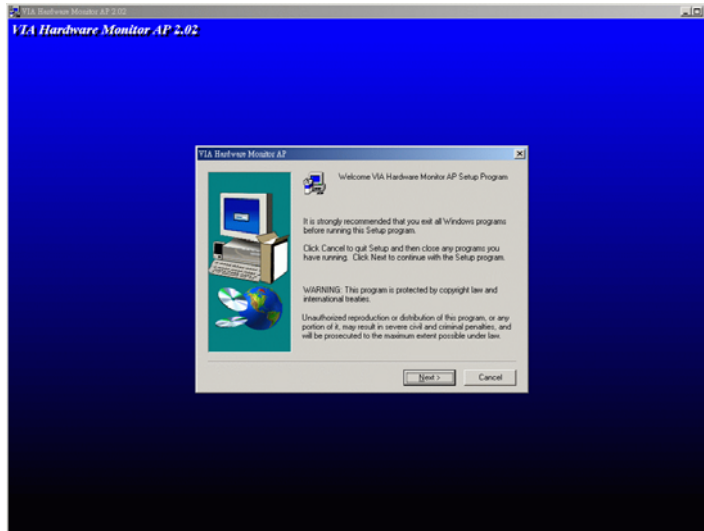 VIA Hardware Monitor AP 2.02
VIA Hardware Monitor AP 2.02
VIA Hardware Monitor AP
Welcome VIA Hardware Monitor AP Setup Program
It is strongly recommended that you exit all Windows programs
before running this Setup program.
Click Cancel to quit Setup and then close any programs you
have running. Click Next to continue with the Setup program.
WARNING: This program is protected by copyright law and
international treaties.
Unauthorized reproduction or distribution of this program, or any
portion of it, may result in severe civil and criminal penalties, and
will be prosecuted to the maximum extent possible under law.
Next >
Cancel